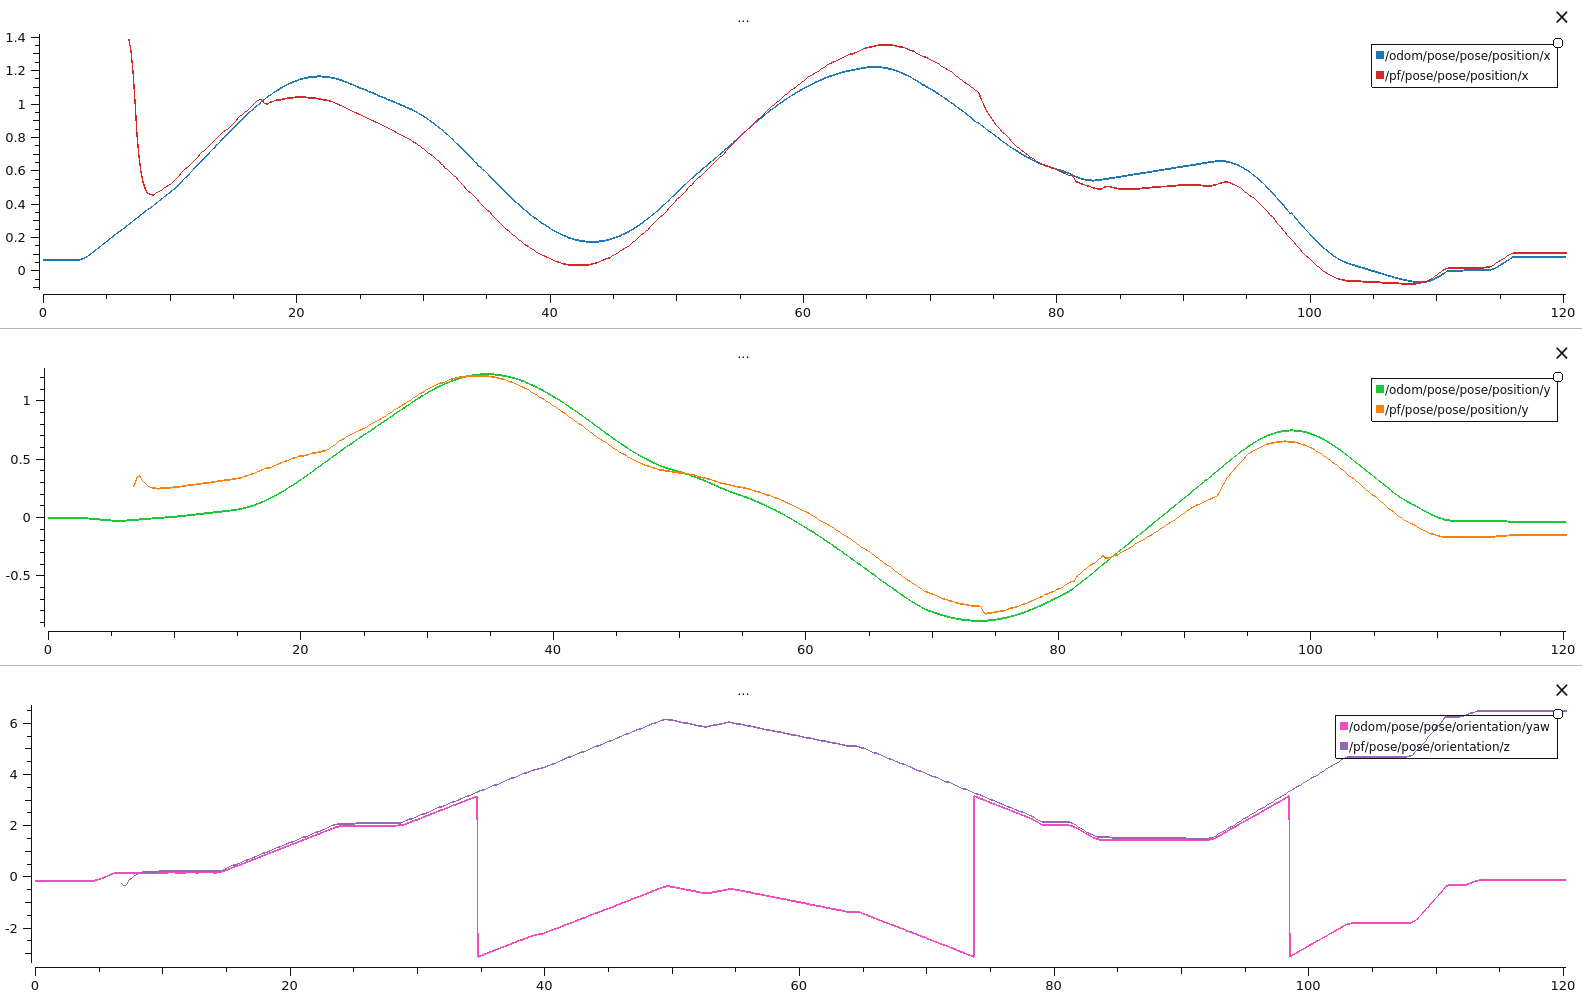 ...
1.4
1.2
1
0.8
0.6
0.4
0.2
0
/odom/pose/pose/position/x
/pf/pose/pose/position/x
0 20 40 60 80 100 120
...
1
0.5
0
-0.5
/odom/pose/pose/position/y
/pf/pose/pose/position/y
0 20 40 60 80 100 120
...
6
4
2
0
-2
/odom/pose/pose/orientation/yaw
/pf/pose/pose/orientation/z
0 20 40 60 80 100 120